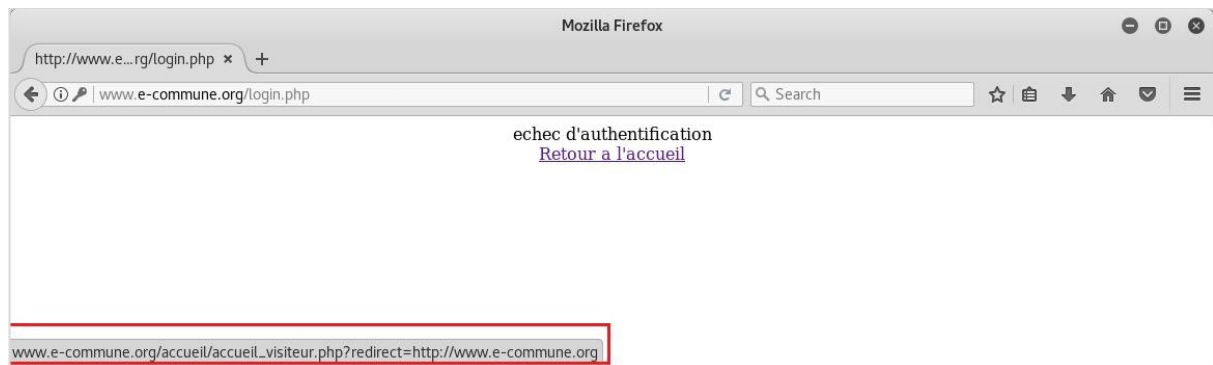 Mozilla Firefox
http://www.e...rg/login.php
www.e-commune.org/login.php
Search
echec d'authentification
Retour a l'accueil
www.e-commune.org/accueil/accueil_visiteur.php?redirect=http://www.e-commune.org